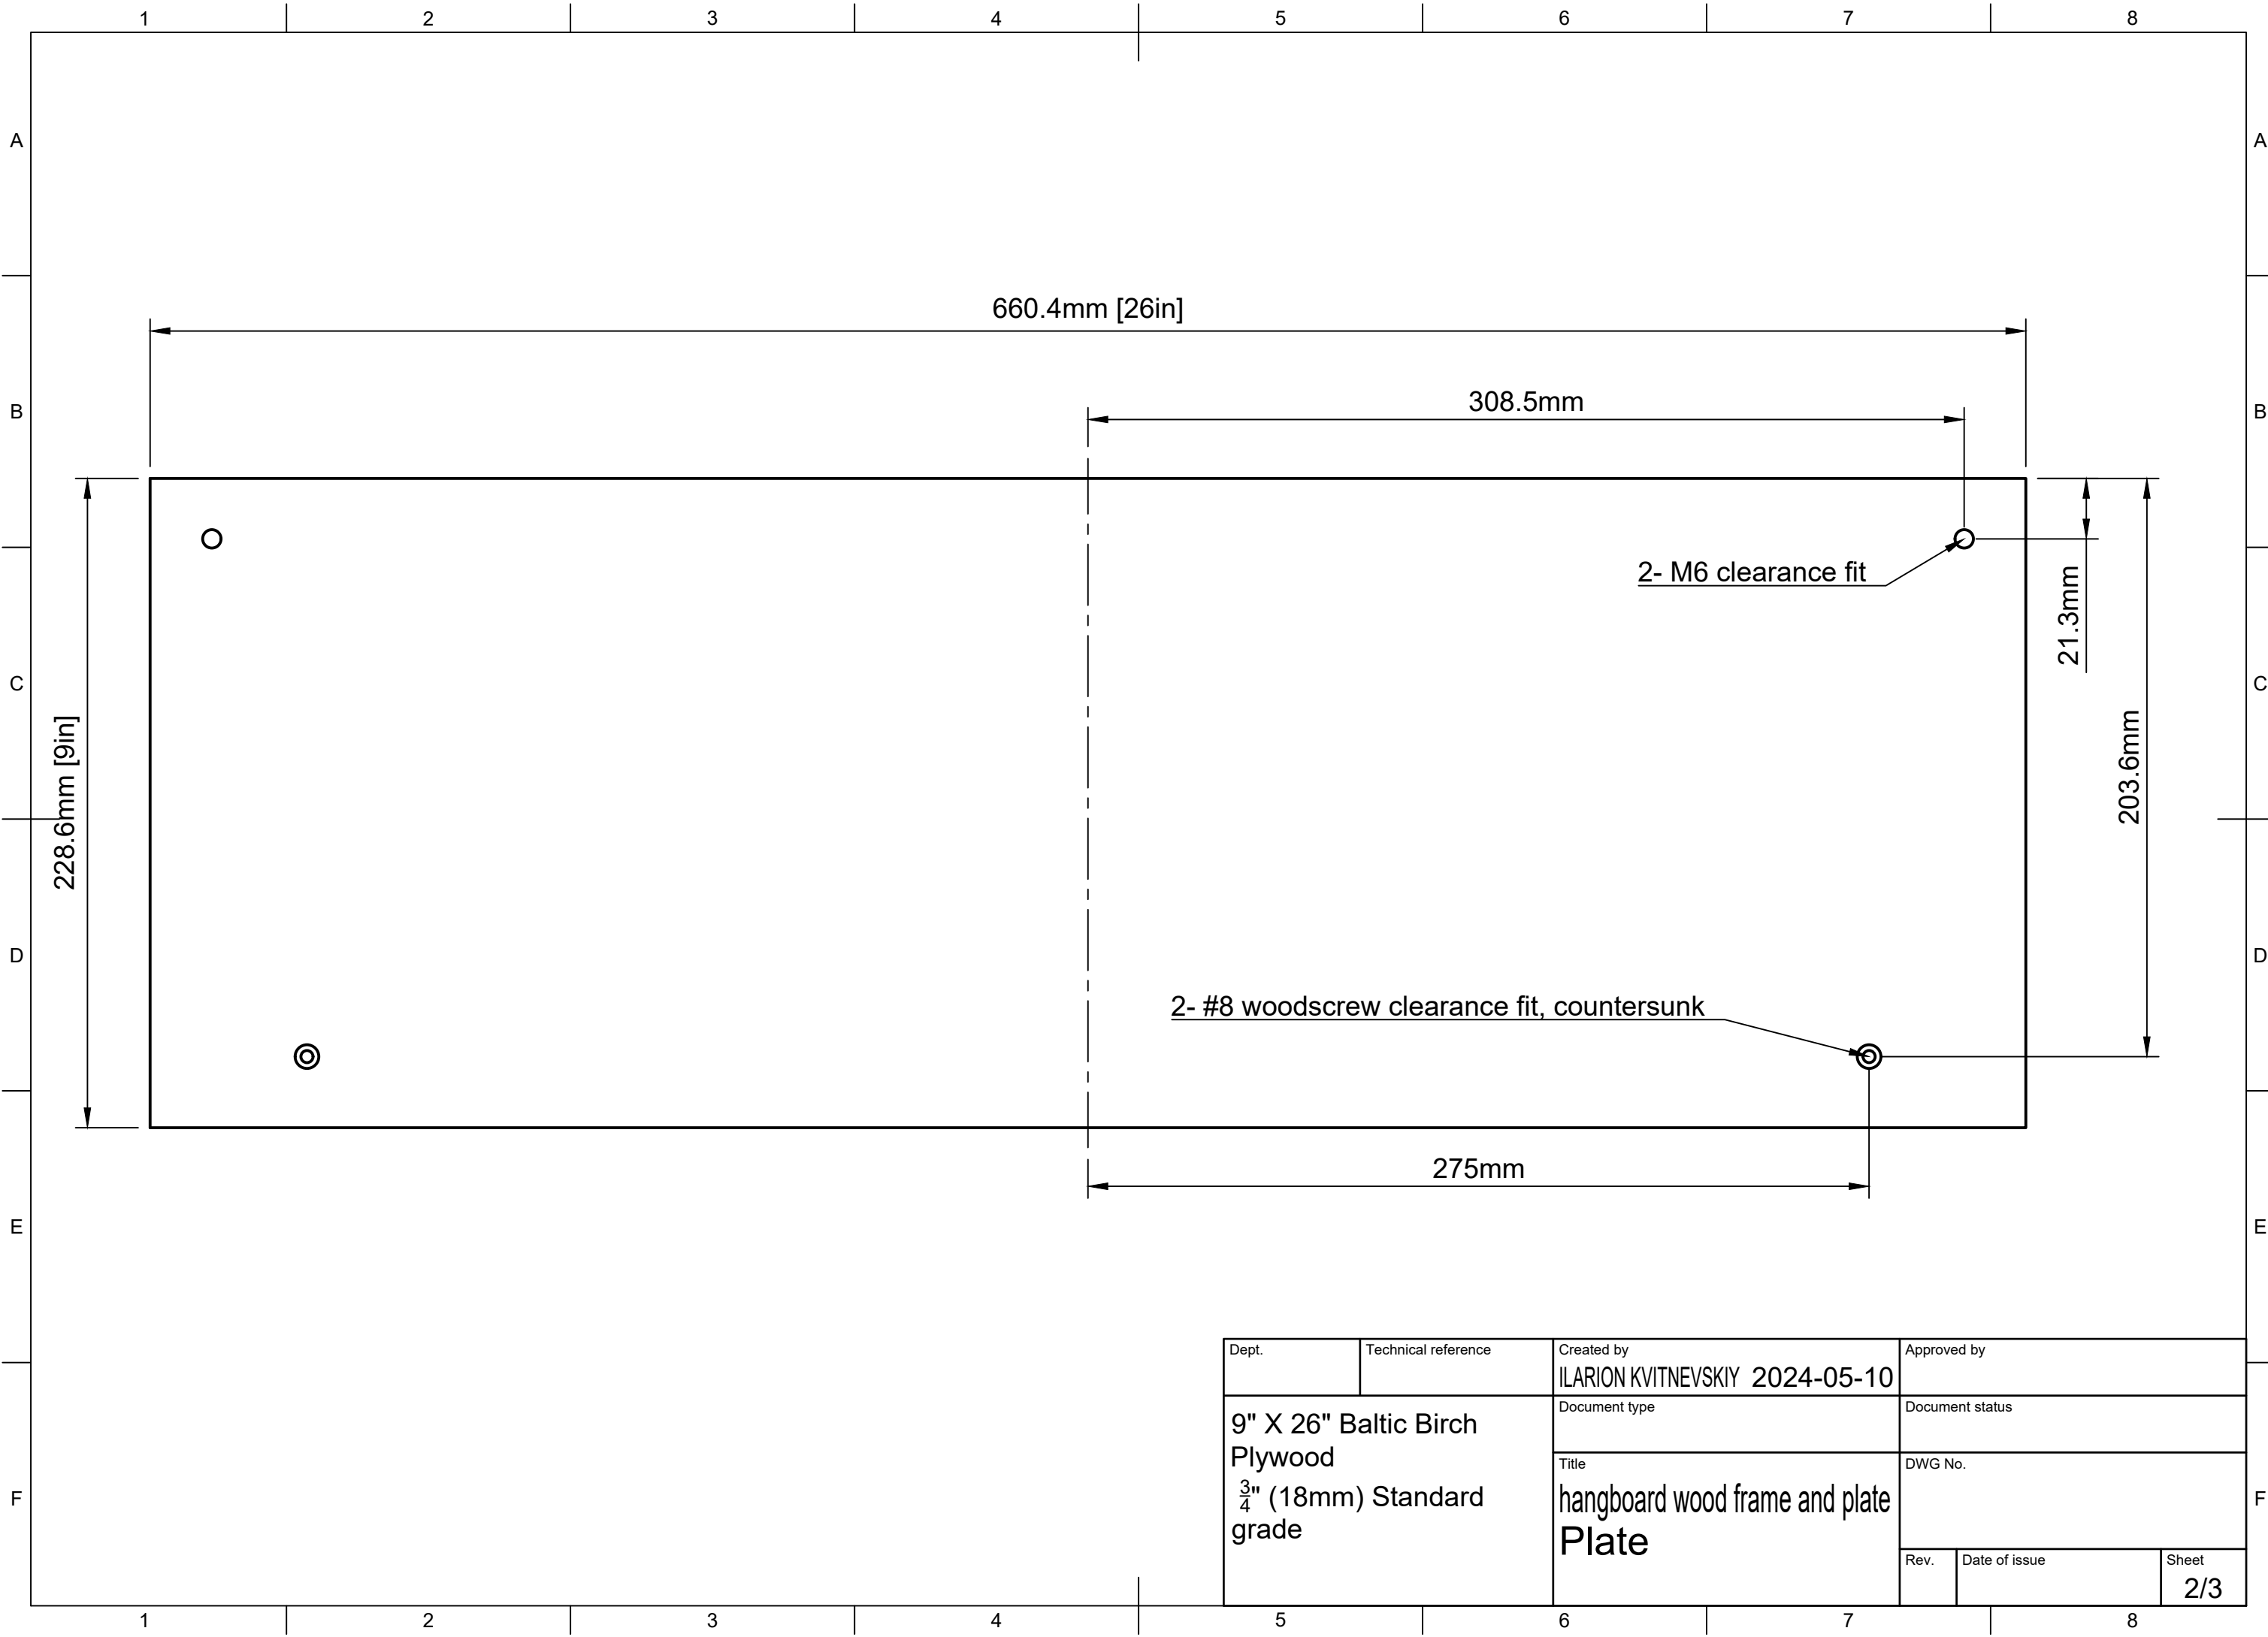 1 2 3 4 5 6 7 8
A A
660.4mm [26in]
308.5mm
B B
2- M6 clearance fit
21.3mm
C C
228.6mm [9in]
203.6mm
D D
2- #8 woodscrew clearance fit, countersunk
275mm
E E
Dept. Technical reference Created by Approved by
ILARION KVITNEVSKIY 2024-05-10
Document type Document status
9" X 26" Baltic Birch
Plywood
3/4" (18mm) Standard
grade
Title DWG No.
hangboard wood frame and plate
Plate
F F
Rev. Date of issue Sheet
2/3
1 2 3 4 5 6 7 8